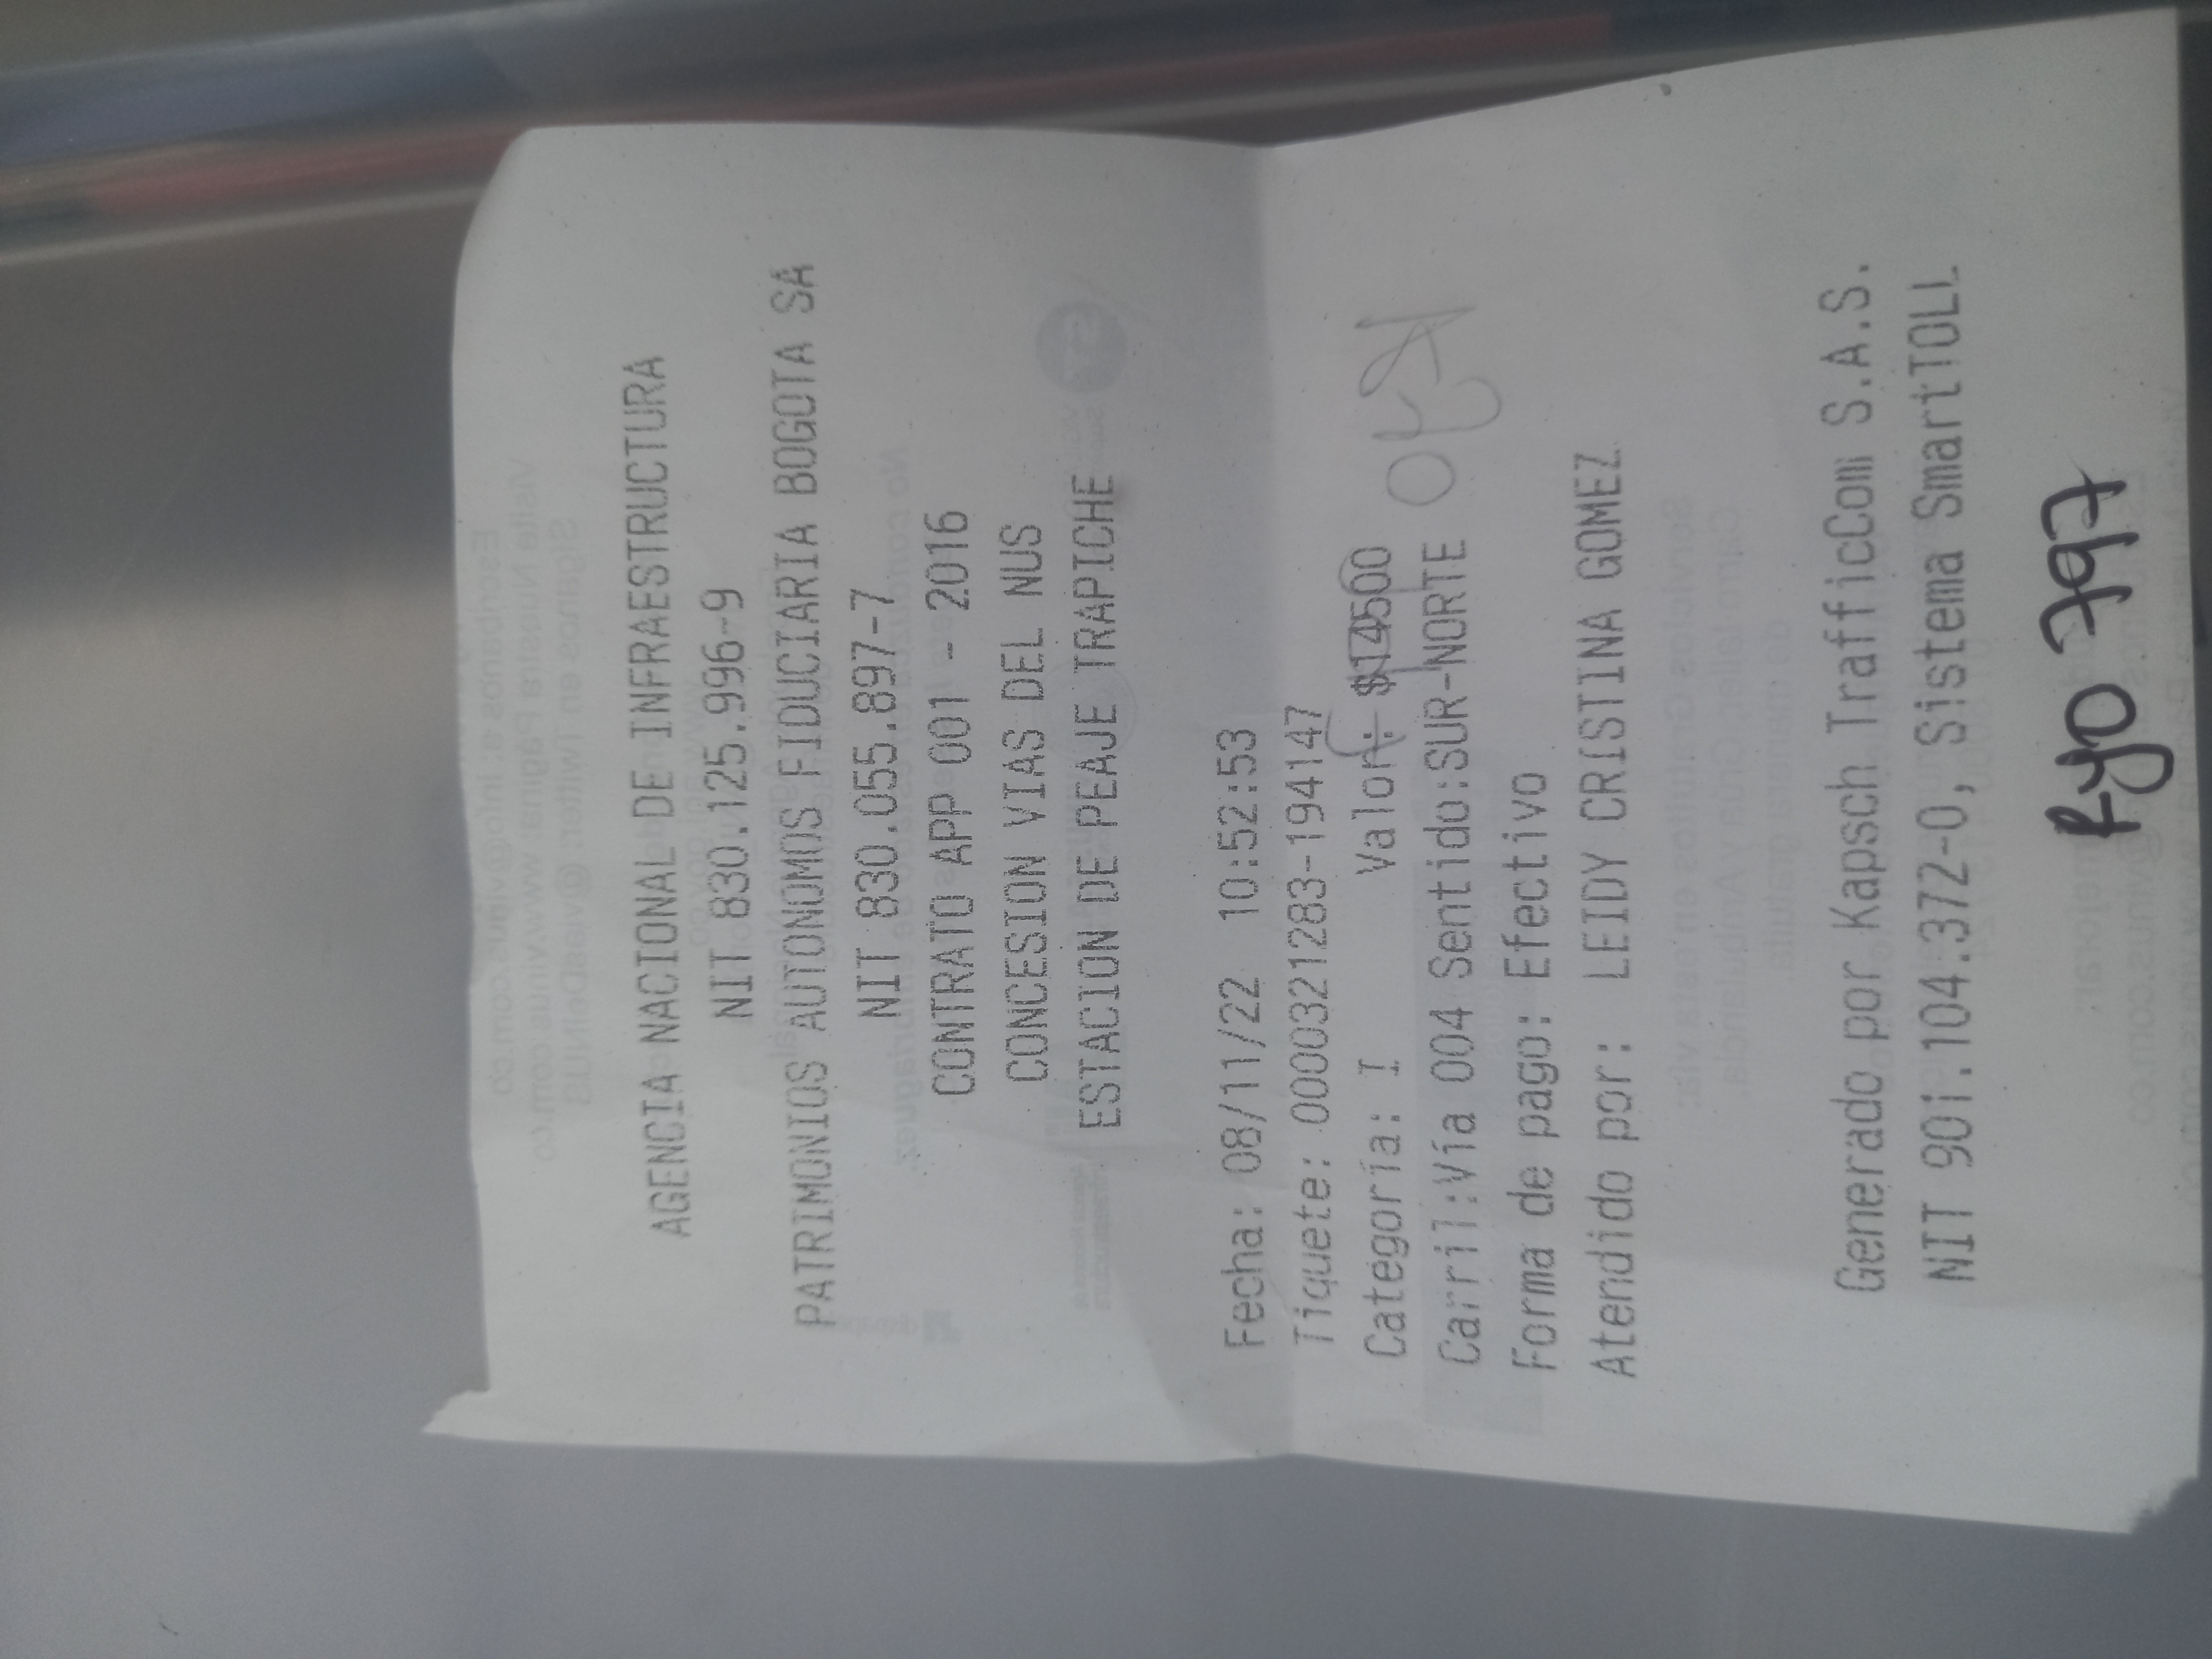 AGENCIA NACIONAL DE INFRAESTRUCTURA
NIT 830.125.996-9
PATRIMONIOS AUTONOMOS FIDUCIARIA BOGOTA SA
NIT 830.055.897-7
CONTRATO APP 001 - 2016
CONCESION VIAS DEL NUS
ESTACION DE PEAJE TRAPICHE
Fecha: 08/11/22 10:52:53
Tiquete: 0000321283-194147
Categoría: I Valor: $14500
Carril:Vía 004 Sentido:SUR-NORTE
Forma de pago: Efectivo
Atendido por: LEIDY CRISTINA GOMEZ
Generado por Kapsch TrafficCom S.A.S.
NIT 901.104.372-0, Sistema SmartTOLL